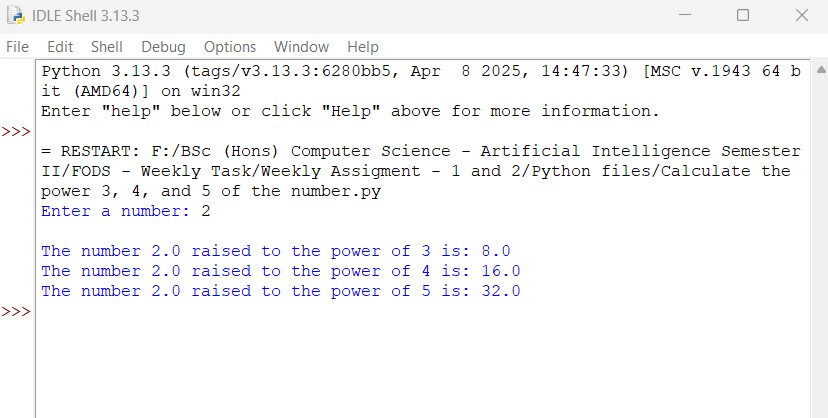 IDLE Shell 3.13.3
File Edit Shell Debug Options Window Help
Python 3.13.3 (tags/v3.13.3:6280bb5, Apr  8 2025, 14:47:33) [MSC v.1943 64 b
it (AMD64)] on win32
Enter "help" below or click "Help" above for more information.
>>>
= RESTART: F:/BSc (Hons) Computer Science - Artificial Intelligence Semester
II/FODS - Weekly Task/Weekly Assigment - 1 and 2/Python files/Calculate the
power 3, 4, and 5 of the number.py
Enter a number: 2
The number 2.0 raised to the power of 3 is: 8.0
The number 2.0 raised to the power of 4 is: 16.0
The number 2.0 raised to the power of 5 is: 32.0
>>>